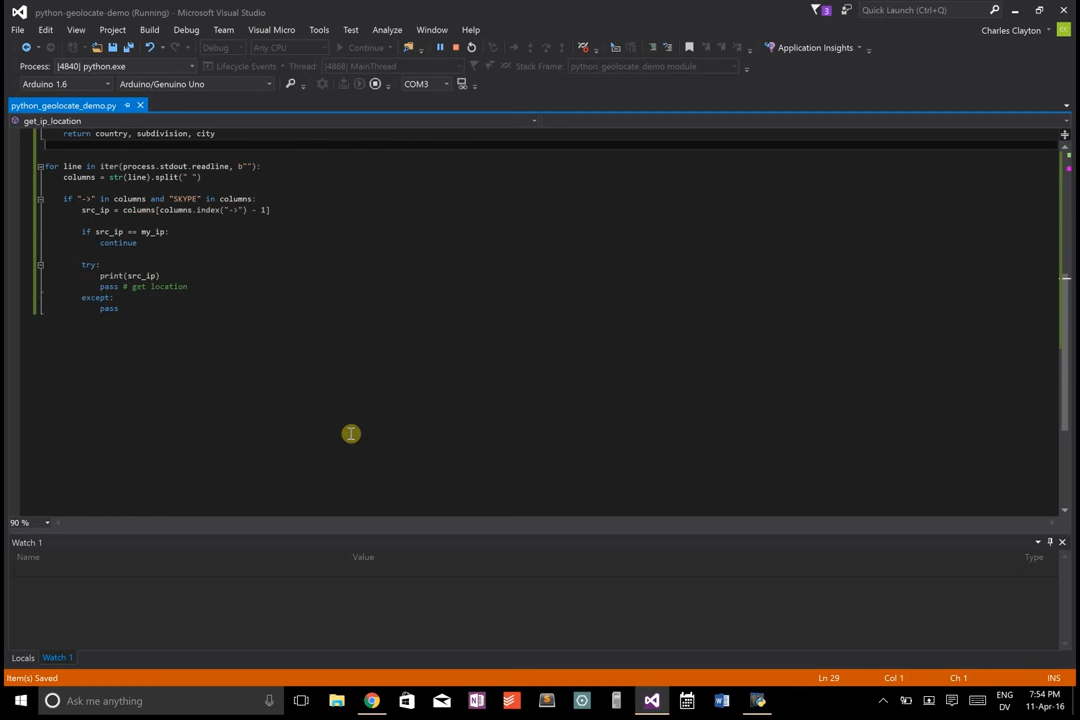 python-geolocate-demo (Running) - Microsoft Visual Studio
3
Quick Launch (Ctrl+Q)
File Edit View Project Build Debug Team Visual Micro Tools Test Analyze Window Help
Charles Clayton
CC
Debug Any CPU Continue Application Insights
Process: [4840] python.exe Lifecycle Events Thread: [4868] MainThread Stack Frame: python_geolocate_demo module
Arduino 1.6 Arduino/Genuino Uno COM3
python_geolocate_demo.py
get_ip_location
return country, subdivision, city
for line in iter(process.stdout.readline, b""):
columns = str(line).split(" ")
if "->" in columns and "SKYPE" in columns:
src_ip = columns[columns.index("->") - 1]
if src_ip == my_ip:
continue
try:
print(src_ip)
pass # get location
except:
pass
90 %
Watch 1
Name Value Type
Locals Watch 1
Item(s) Saved Ln 29 Col 1 Ch 1 INS
Ask me anything
ENG 7:54 PM
DV 11-Apr-16